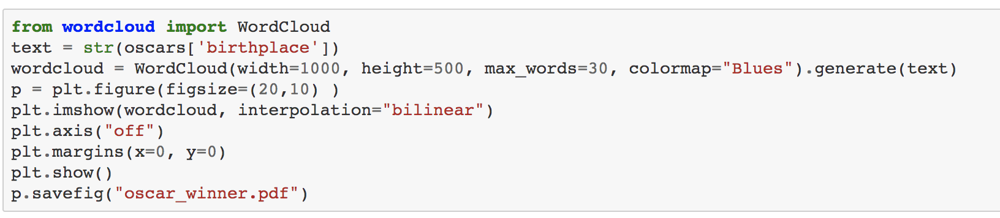 from wordcloud import WordCloud
text = str(oscars['birthplace'])
wordcloud = WordCloud(width=1000, height=500, max_words=30, colormap="Blues").generate(text)
p = plt.figure(figsize=(20,10) )
plt.imshow(wordcloud, interpolation="bilinear")
plt.axis("off")
plt.margins(x=0, y=0)
plt.show()
p.savefig("oscar_winner.pdf")